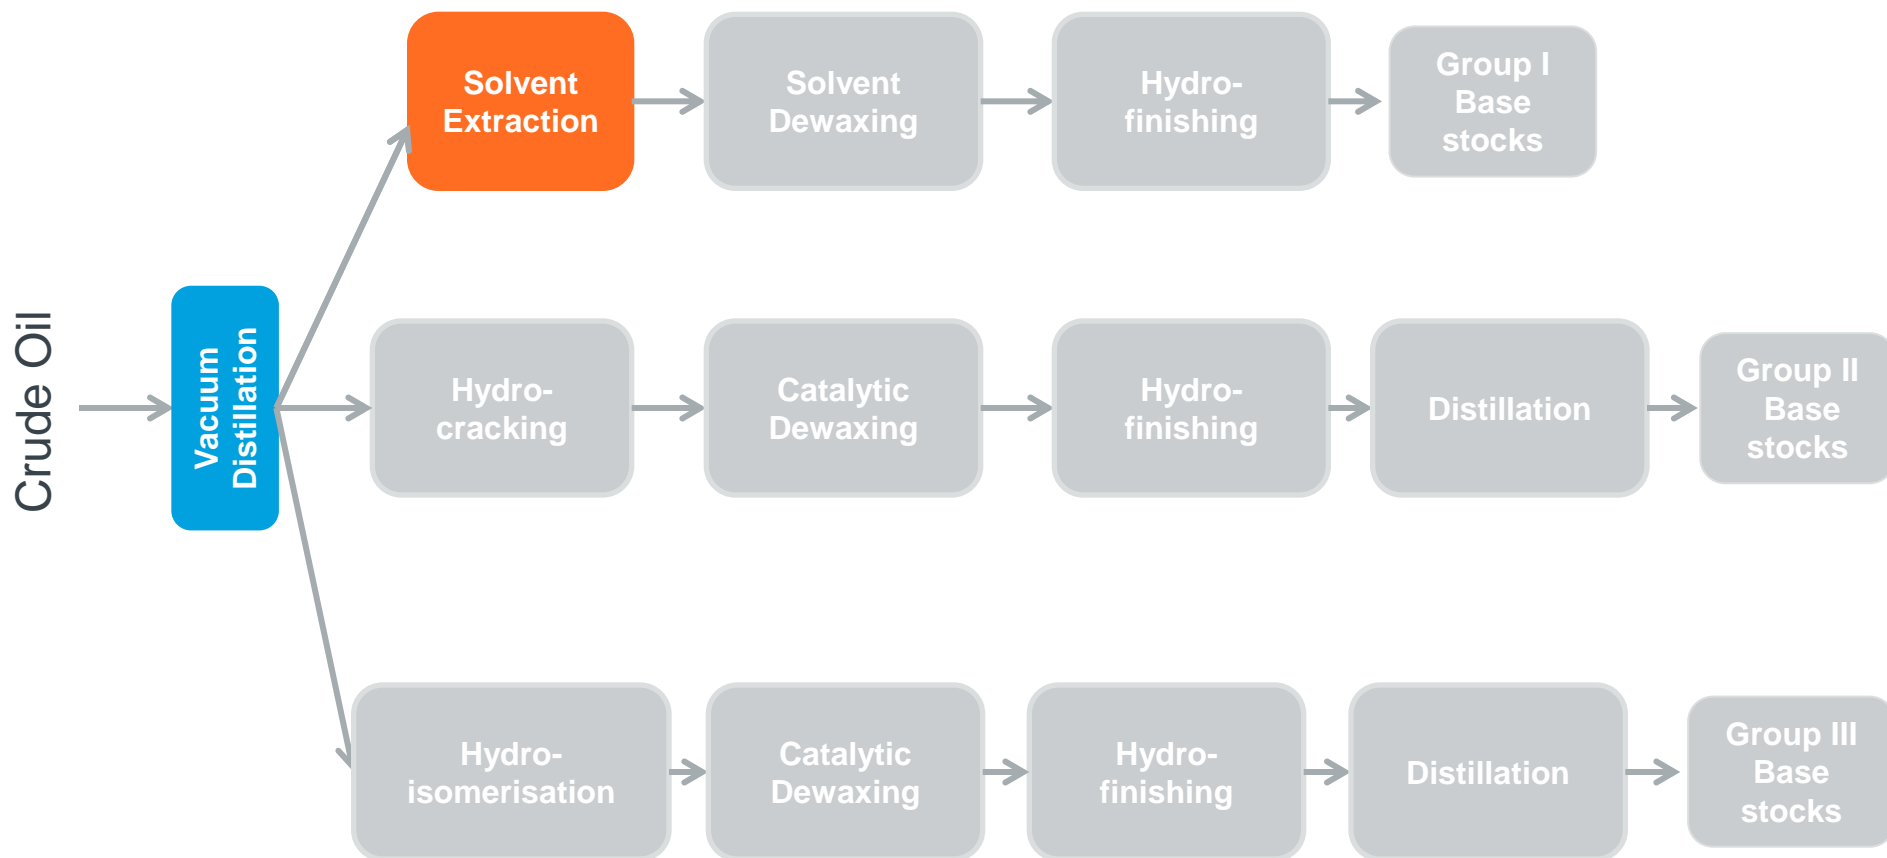 Crude Oil
Vacuum
Distillation
Solvent
Extraction
Solvent
Dewaxing
Hydro-
finishing
Group I
Base
stocks
Hydro-
cracking
Catalytic
Dewaxing
Hydro-
finishing
Distillation
Group II
Base
stocks
Hydro-
isomerisation
Catalytic
Dewaxing
Hydro-
finishing
Distillation
Group III
Base
stocks